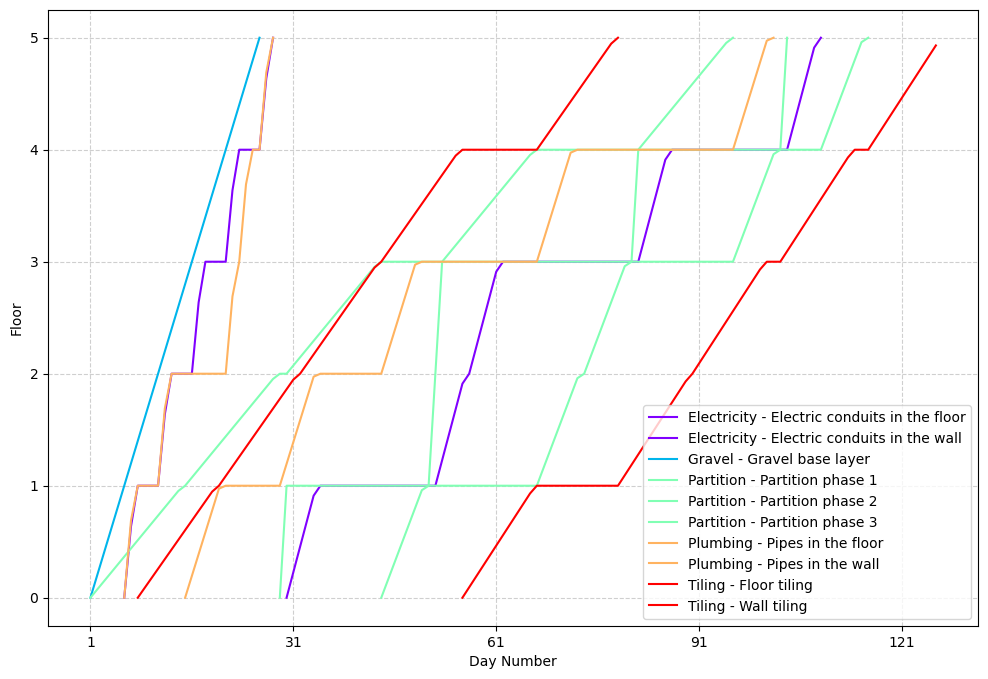 5
4
3
2
1
0
Floor
1 31 61 91 121
Day Number
Electricity - Electric conduits in the floor
Electricity - Electric conduits in the wall
Gravel - Gravel base layer
Partition - Partition phase 1
Partition - Partition phase 2
Partition - Partition phase 3
Plumbing - Pipes in the floor
Plumbing - Pipes in the wall
Tiling - Floor tiling
Tiling - Wall tiling